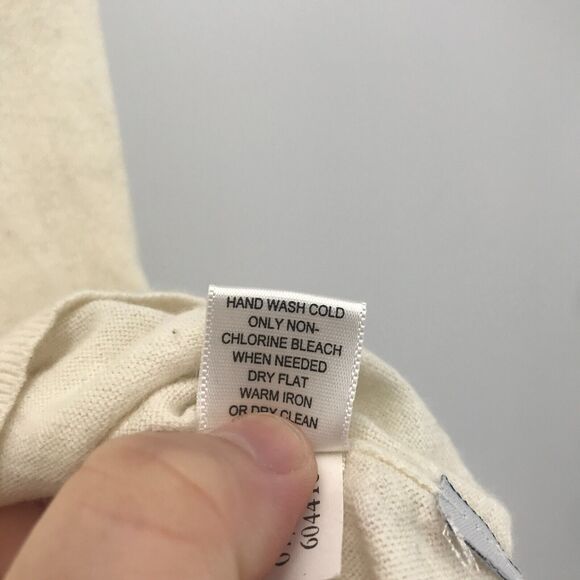 HAND WASH COLD
ONLY NON-
CHLORINE BLEACH
WHEN NEEDED
DRY FLAT
WARM IRON
OR DRY CLEAN